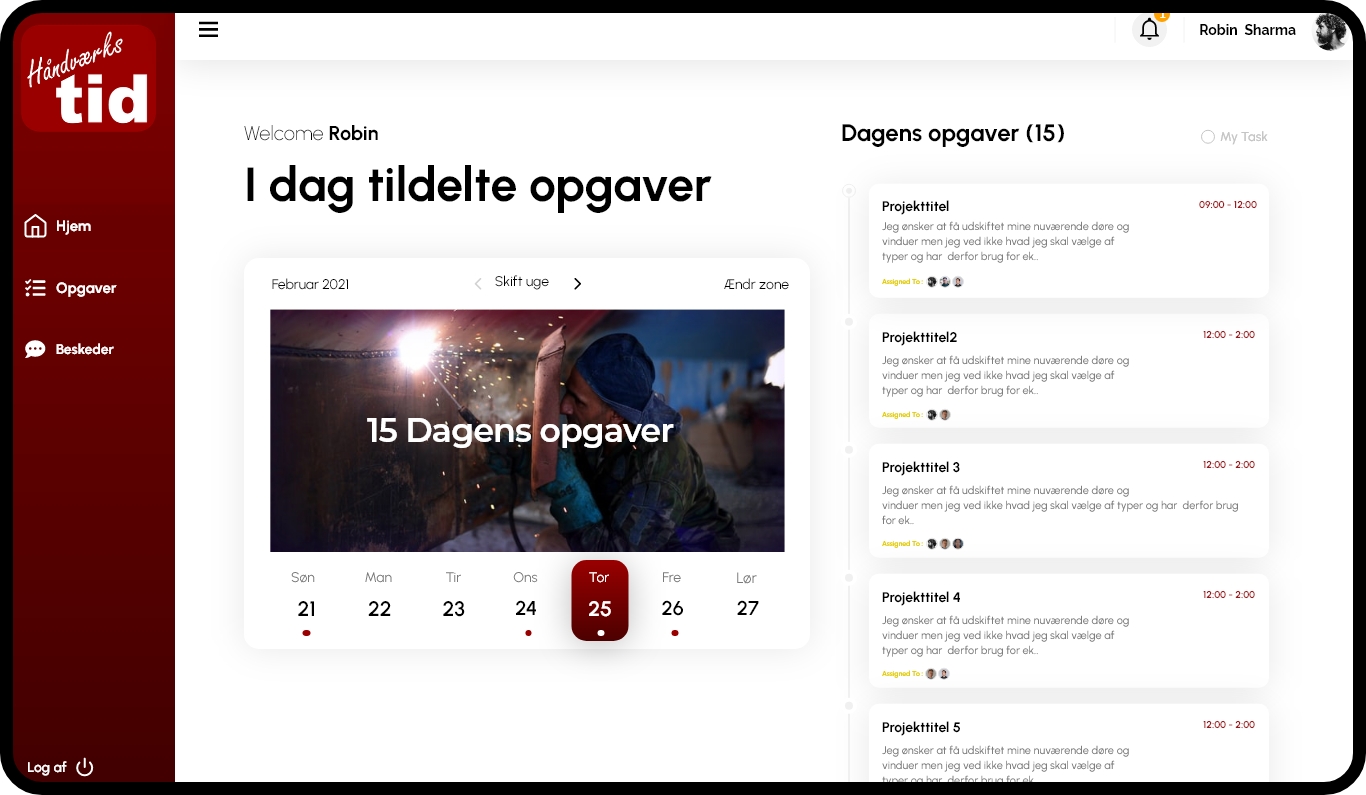 Håndværks
tid
Hjem
Opgaver
Beskeder
Log af
1
Robin Sharma
Welcome Robin
I dag tildelte opgaver
Februar 2021
Skift uge
Ændr zone
15 Dagens opgaver
Søn Man Tir Ons Tor Fre Lør
21 22 23 24 25 26 27
Dagens opgaver (15)
My Task
Projekttitel
09:00 - 12:00
Jeg ønsker at få udskiftet mine nuværende døre og
vinduer men jeg ved ikke hvad jeg skal vælge af
typer og har derfor brug for ek..
Assigned To :
Projekttitel2
12:00 - 2:00
Jeg ønsker at få udskiftet mine nuværende døre og
vinduer men jeg ved ikke hvad jeg skal vælge af
typer og har derfor brug for ek..
Assigned To :
Projekttitel 3
12:00 - 2:00
Jeg ønsker at få udskiftet mine nuværende døre og
vinduer men jeg ved ikke hvad jeg skal vælge af typer og har derfor brug
for ek..
Assigned To :
Projekttitel 4
12:00 - 2:00
Jeg ønsker at få udskiftet mine nuværende døre og
vinduer men jeg ved ikke hvad jeg skal vælge af
typer og har derfor brug for ek..
Assigned To :
Projekttitel 5
12:00 - 2:00
Jeg ønsker at få udskiftet mine nuværende døre og
vinduer men jeg ved ikke hvad jeg skal vælge af
typer og har derfor brug for ek